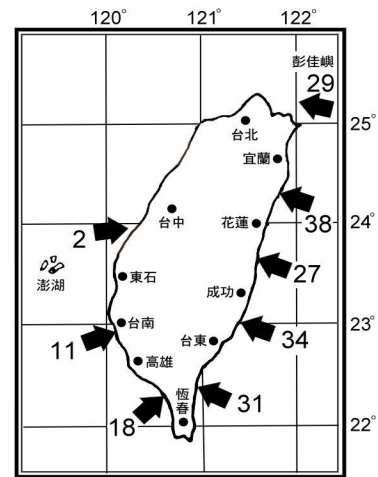 120° 121° 122°
彭佳嶼
29
25°
台北
宜蘭
38
24°
台中
花蓮
2
27
東石
澎湖
成功
23°
台南
34
11
台東
高雄
31
恆春
18
22°